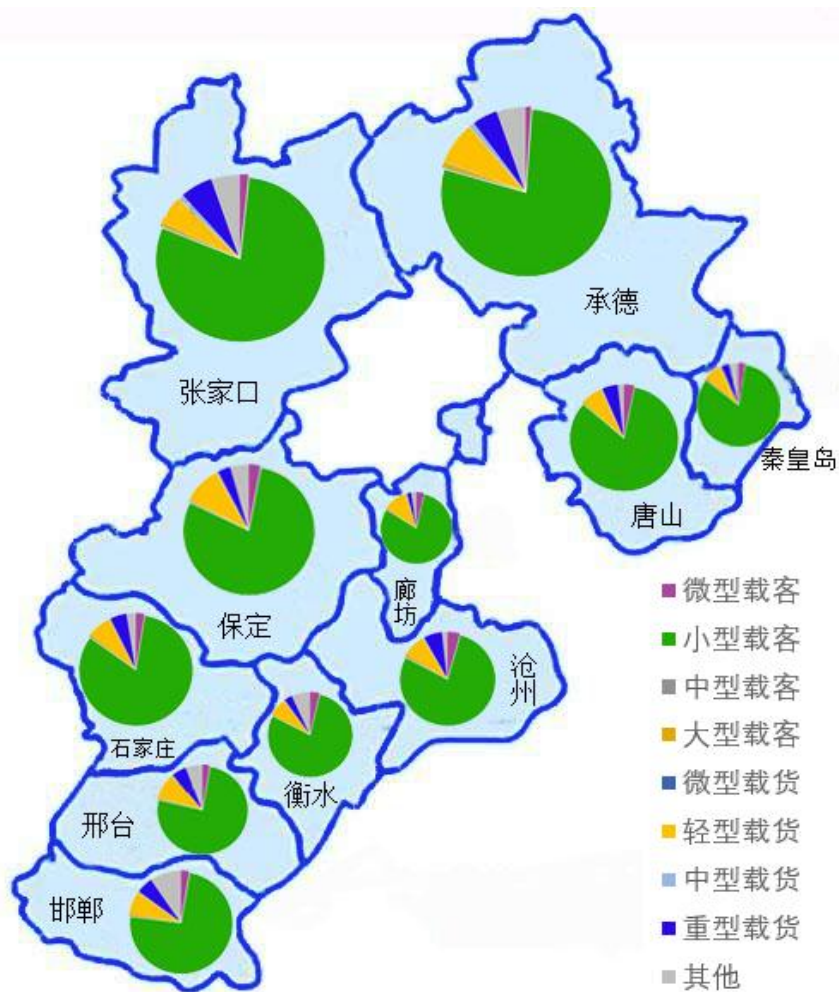 承德
张家口
秦皇岛
唐山
廊坊
保定
沧州
石家庄
衡水
邢台
邯郸
微型载客
小型载客
中型载客
大型载客
微型载货
轻型载货
中型载货
重型载货
其他